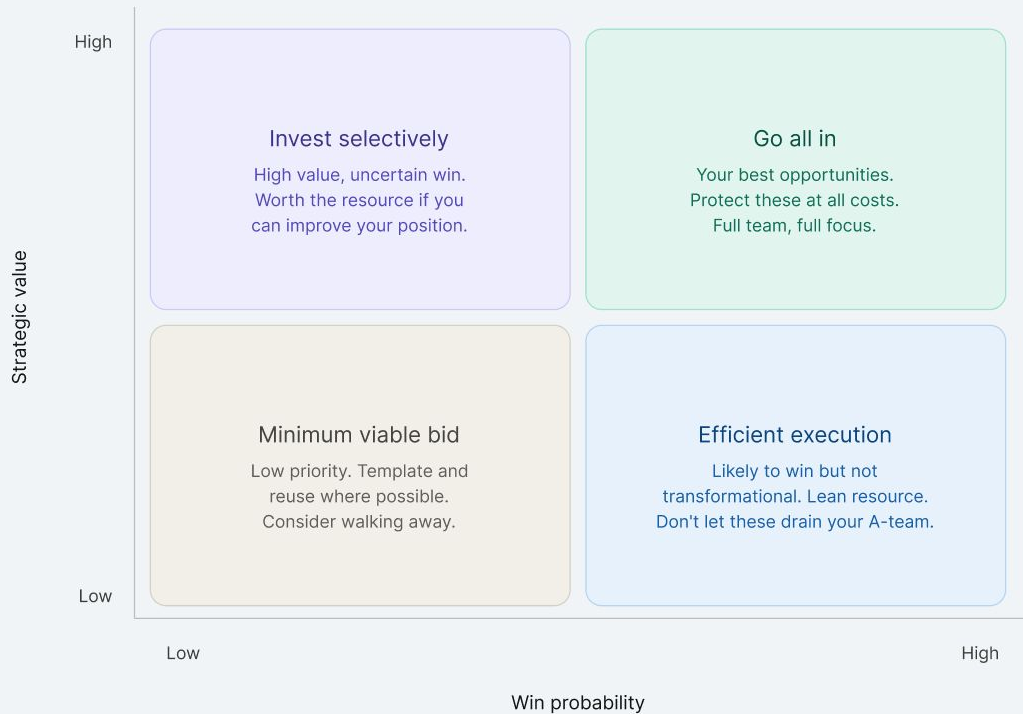 High
Invest selectively
High value, uncertain win.
Worth the resource if you
can improve your position.
Go all in
Your best opportunities.
Protect these at all costs.
Full team, full focus.
Strategic value
Minimum viable bid
Low priority. Template and
reuse where possible.
Consider walking away.
Efficient execution
Likely to win but not
transformational. Lean resource.
Don't let these drain your A-team.
Low
Low
High
Win probability